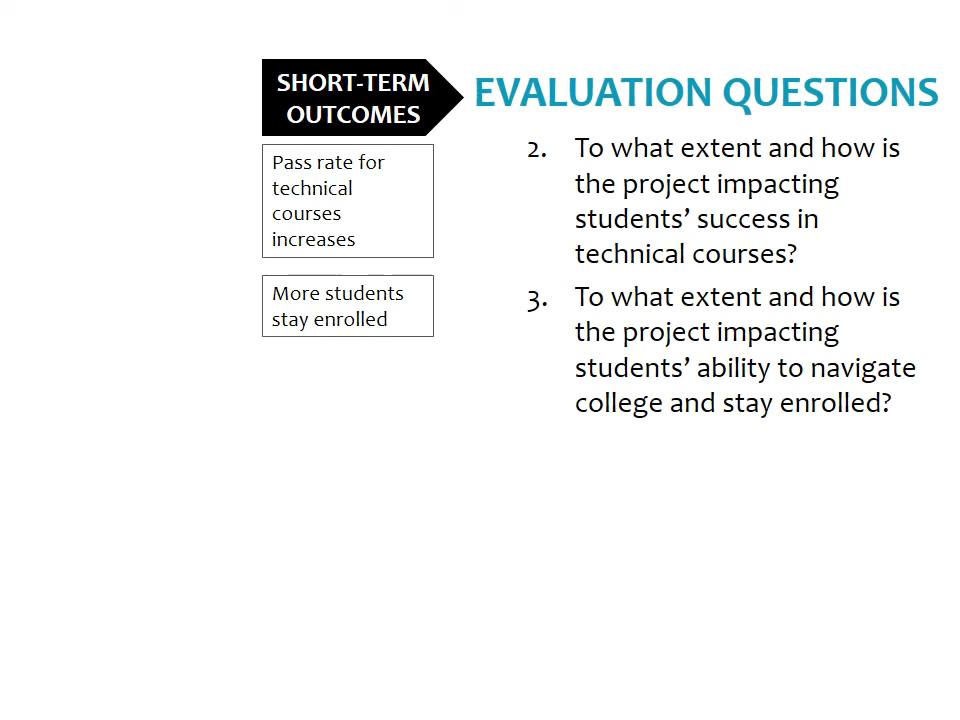 SHORT-TERM
OUTCOMES
Pass rate for
technical
courses
increases
More students
stay enrolled
EVALUATION QUESTIONS
2. To what extent and how is
the project impacting
students’ success in
technical courses?
3. To what extent and how is
the project impacting
students’ ability to navigate
college and stay enrolled?